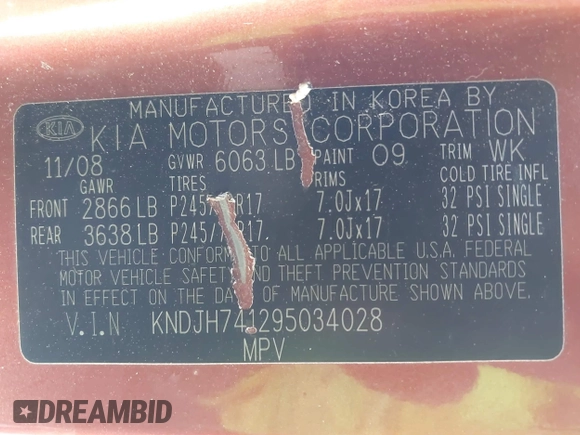 MANUFACTURED IN KOREA BY
KIA
KIA MOTORS CORPORATION
11/08 GVWR 6063 LB PAINT 09 TRIM WK
GAWR TIRES RIMS COLD TIRE INFL
FRONT 2866 LB 7.0Jx17 32 PSI SINGLE
REAR 3638 LB 7.0Jx17 32 PSI SINGLE
THIS VEHICLE CONFORMS TO ALL APPLICABLE U.S.A. FEDERAL
MOTOR VEHICLE SAFETY AND THEFT PREVENTION STANDARDS
IN EFFECT ON THE DATE OF MANUFACTURE SHOWN ABOVE.
V.I.N KNDJH741295034028
MPV
DREAMBID